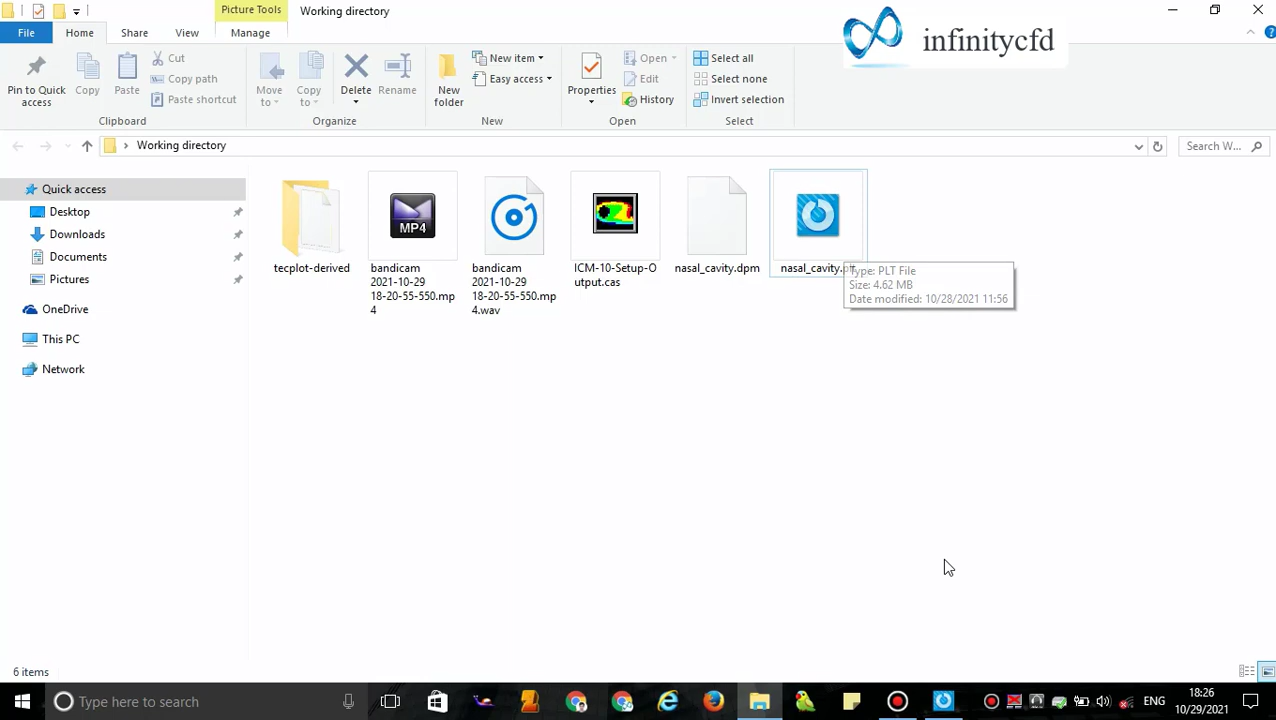 Picture Tools
Working directory
infinitycfd
File
Home
Share
View
Manage
Pin to Quick
access
Copy
Paste
Cut
Copy path
Paste shortcut
Clipboard
Move
to
Copy
to
Delete
Rename
Organize
New
folder
New item
Easy access
New
Properties
Open
Edit
History
Open
Select all
Select none
Invert selection
Select
Working directory
Search W...
Quick access
Desktop
Downloads
Documents
Pictures
OneDrive
This PC
Network
tecplot-derived
bandicam
2021-10-29
18-20-55-550.mp
4
bandicam
2021-10-29
18-20-55-550.mp
4.wav
ICM-10-Setup-O
utput.cas
nasal_cavity.dpm
nasal_cavity.plt
Type: PLT File
Size: 4.62 MB
Date modified: 10/28/2021 11:56
MP4
6 items
Type here to search
ENG
18:26
10/29/2021